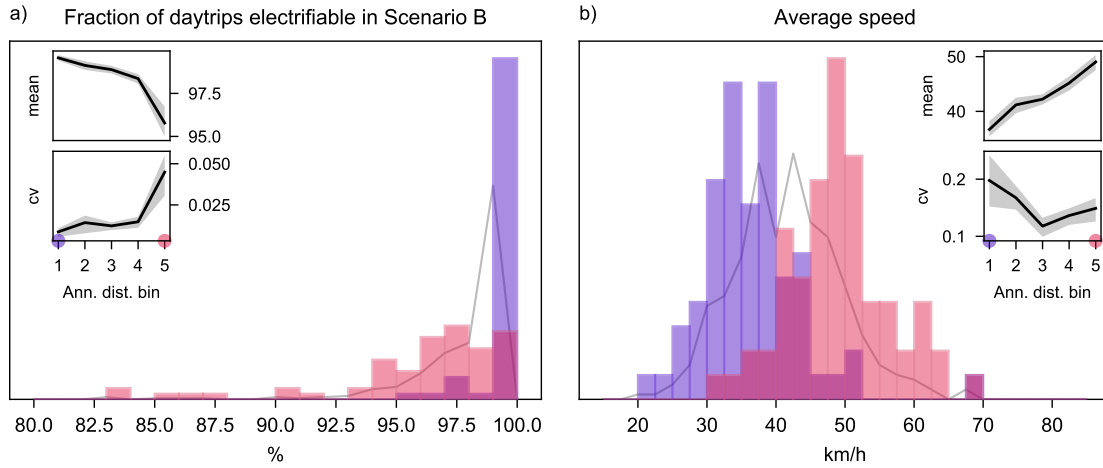 a) Fraction of daytrips electrifiable in Scenario B
mean
97.5
95.0
cv
0.050
0.025
1 2 3 4 5
Ann. dist. bin
80.0 82.5 85.0 87.5 90.0 92.5 95.0 97.5 100.0
%
b) Average speed
mean
50
40
cv
0.2
0.1
1 2 3 4 5
Ann. dist. bin
20 30 40 50 60 70 80
km/h